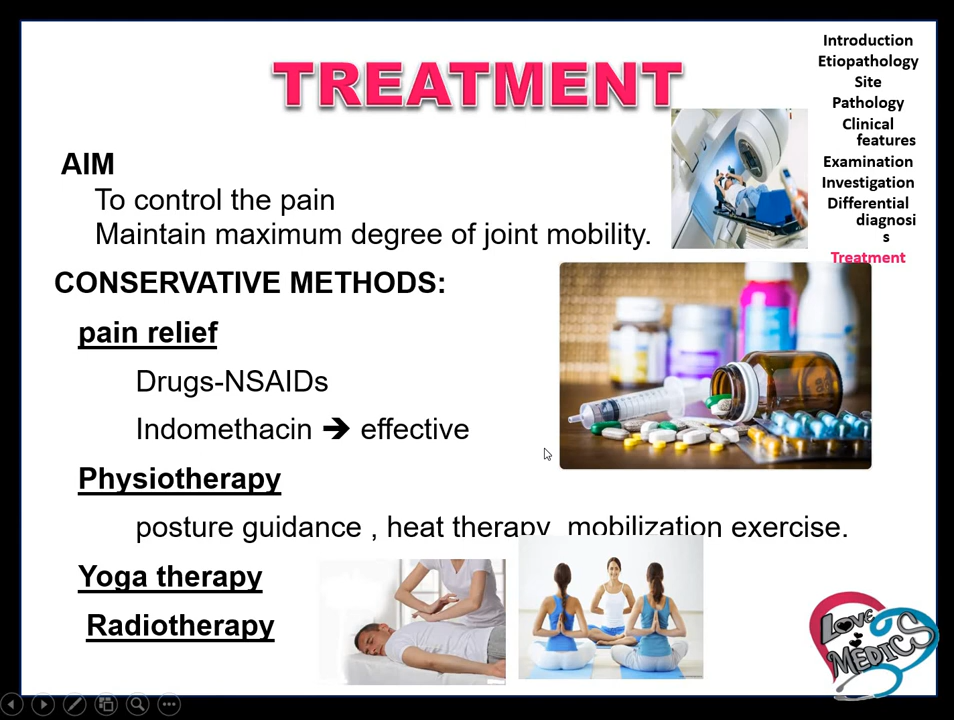 TREATMENT
Introduction
Etiopathology
Site
Pathology
Clinical
features
Examination
Investigation
Differential
diagnosi
s
Treatment
AIM
To control the pain
Maintain maximum degree of joint mobility.
CONSERVATIVE METHODS:
pain relief
Drugs-NSAIDs
Indomethacin ➔ effective
Physiotherapy
posture guidance , heat therapy mobilization exercise.
Yoga therapy
Radiotherapy
Love
MEDICS